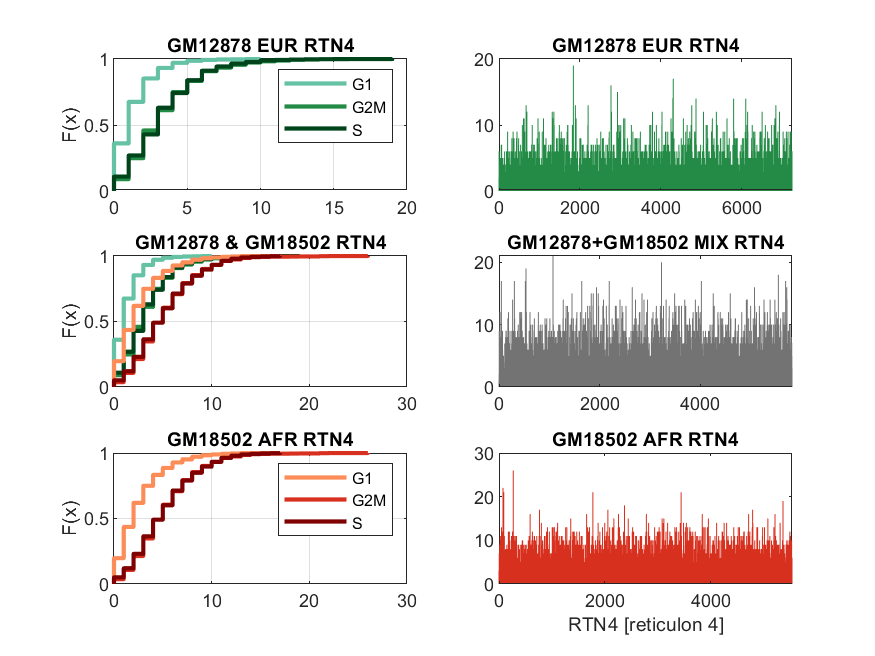 GM12878 EUR RTN4
1
0.5
0
F(x)
G1
G2M
S
0 5 10 15 20
GM12878 EUR RTN4
20
10
0
0 2000 4000 6000
GM12878 & GM18502 RTN4
1
0.5
0
F(x)
0 10 20 30
GM12878+GM18502 MIX RTN4
20
10
0
0 2000 4000
GM18502 AFR RTN4
1
0.5
0
F(x)
G1
G2M
S
0 10 20 30
GM18502 AFR RTN4
30
20
10
0
0 2000 4000
RTN4 [reticulon 4]